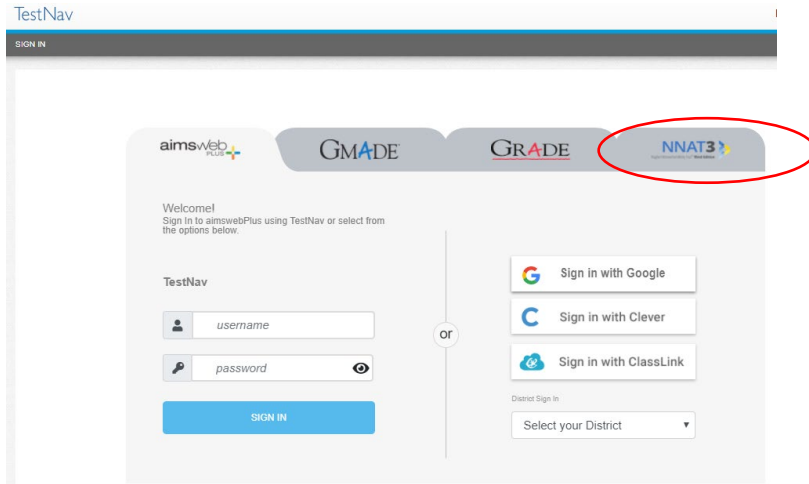 TestNav
SIGN IN
aimsweb PLUS
GMADE
GRADE
NNAT3
Welcome!
Sign In to aimswebPlus using TestNav or select from
the options below.
TestNav
username
password
SIGN IN
or
Sign in with Google
Sign in with Clever
Sign in with ClassLink
District Sign In
Select your District